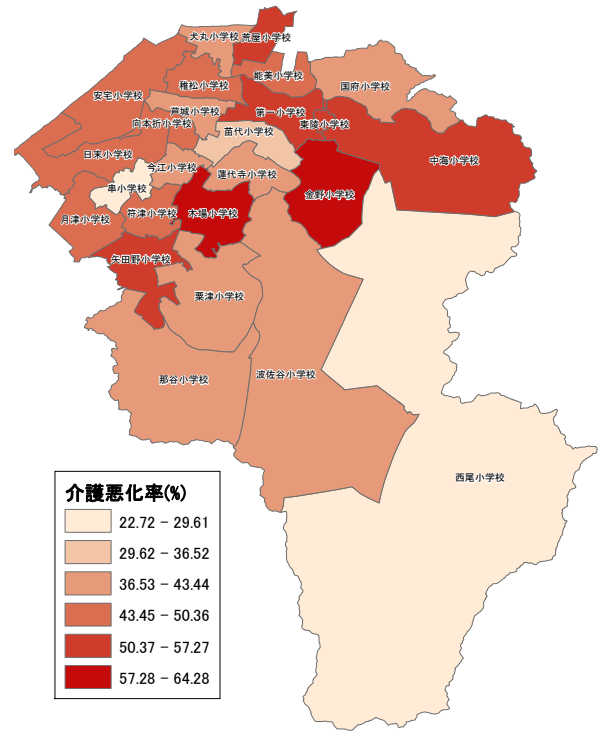 犬丸小学校
荒屋小学校
能美小学校
国府小学校
稚松小学校
安宅小学校
芦城小学校
第一小学校
向本折小学校
苗代小学校
東陵小学校
日末小学校
中海小学校
今江小学校
蓮代寺小学校
串小学校
金野小学校
月津小学校
符津小学校
木場小学校
矢田野小学校
粟津小学校
那谷小学校
波佐谷小学校
西尾小学校
介護悪化率(%)
22.72 - 29.61
29.62 - 36.52
36.53 - 43.44
43.45 - 50.36
50.37 - 57.27
57.28 - 64.28